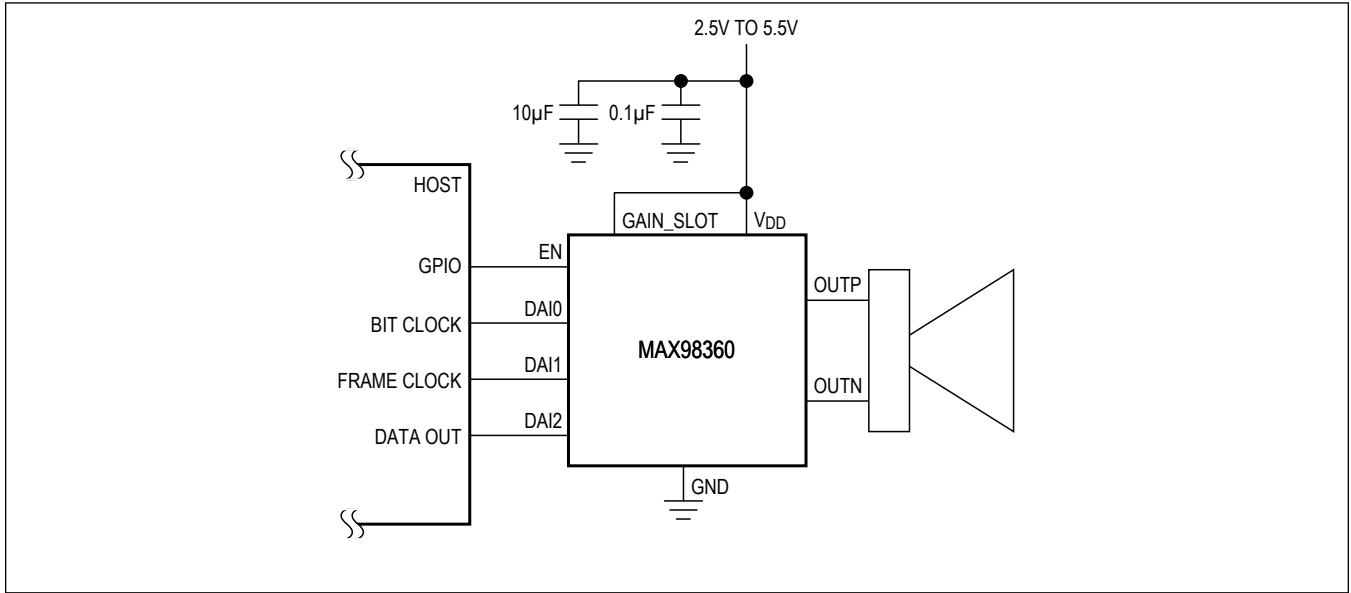 2.5V TO 5.5V
10µF
0.1µF
HOST
GAIN_SLOT
VDD
GPIO
EN
BIT CLOCK
DAI0
FRAME CLOCK
DAI1
DATA OUT
DAI2
MAX98360
OUTP
OUTN
GND